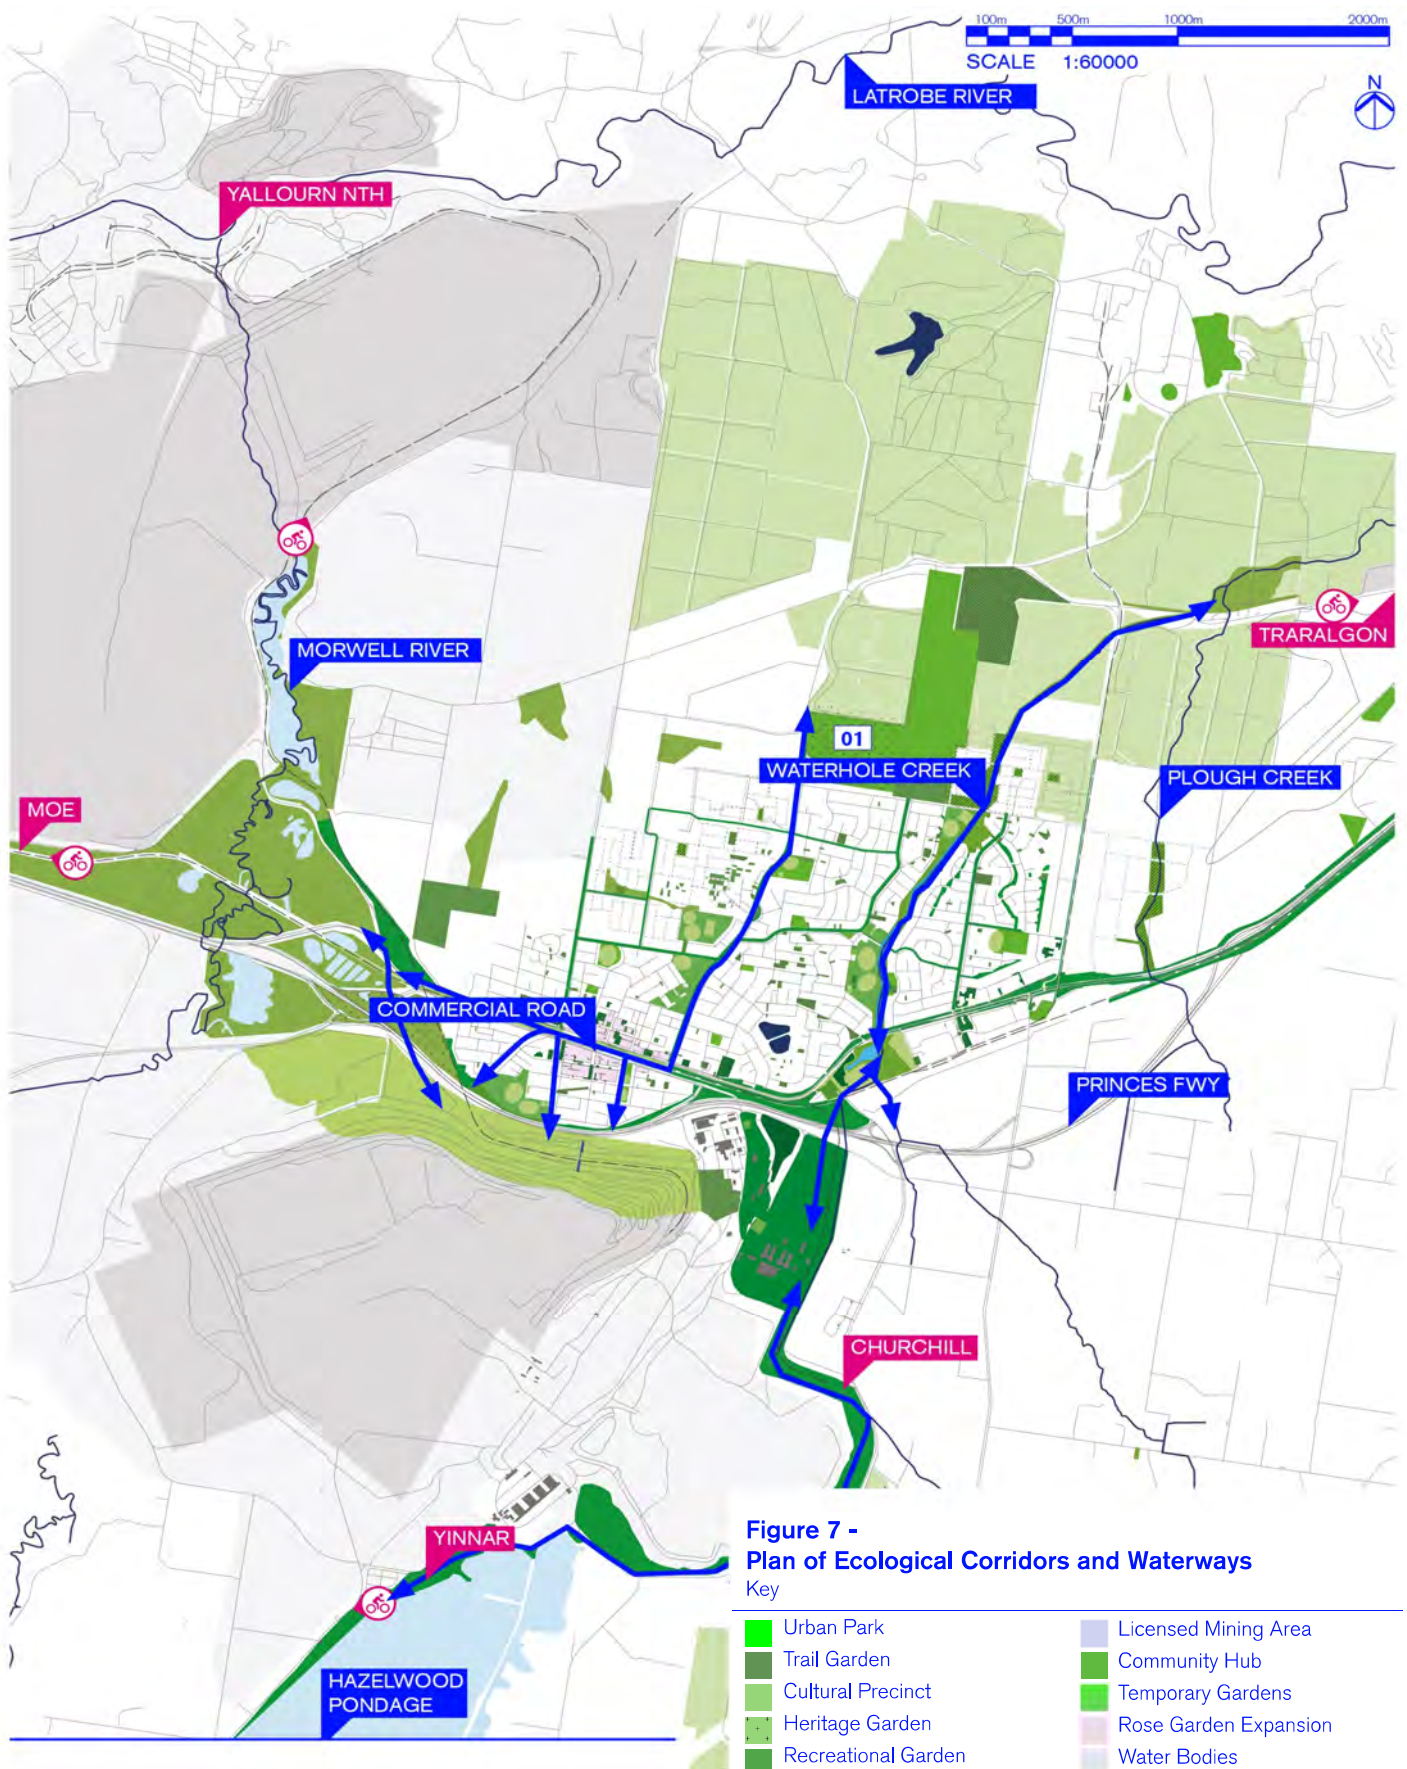 100m 500m 1000m 2000m
SCALE 1:60000
N
LATROBE RIVER
YALLOURN NTH
TRARALGON
MORWELL RIVER
01
WATERHOLE CREEK
PLOUGH CREEK
MOE
COMMERCIAL ROAD
PRINCES FWY
CHURCHILL
YINNAR
HAZELWOOD
PONDAGE
Figure 7 -
Plan of Ecological Corridors and Waterways
Key
Urban Park
Trail Garden
Cultural Precinct
Heritage Garden
Recreational Garden
Licensed Mining Area
Community Hub
Temporary Gardens
Rose Garden Expansion
Water Bodies